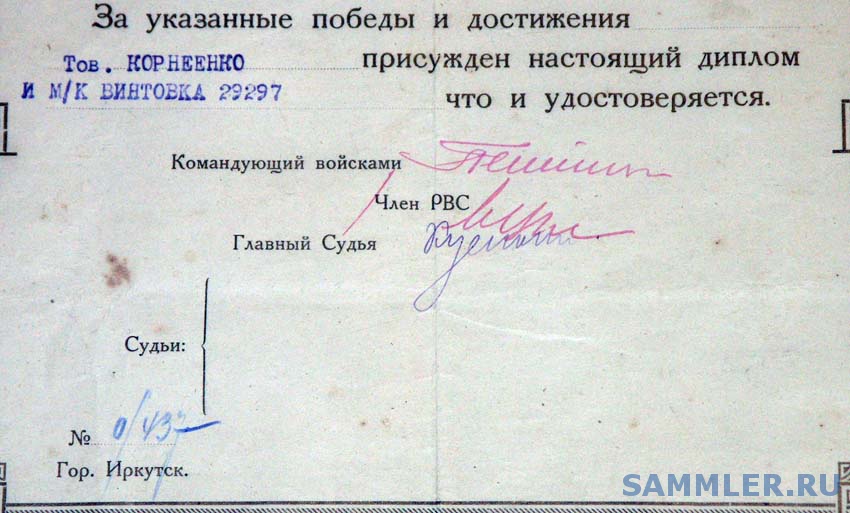 За указанные победы и достижения
Тов. КОРНЕЕНКО присужден настоящий диплом
И М/К ВИНТОВКА 29297 что и удостоверяется.
Командующий войсками
Член РВС
Главный Судья
Судьи:
№ 0/437
Гор. Иркутск.
SAMMLER.RU